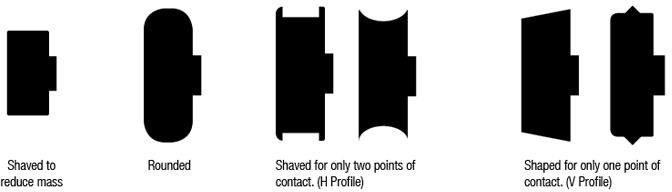 Shaved to
reduce mass
Rounded
Shaved for only two points of
contact. (H Profile)
Shaped for only one point of
contact. (V Profile)